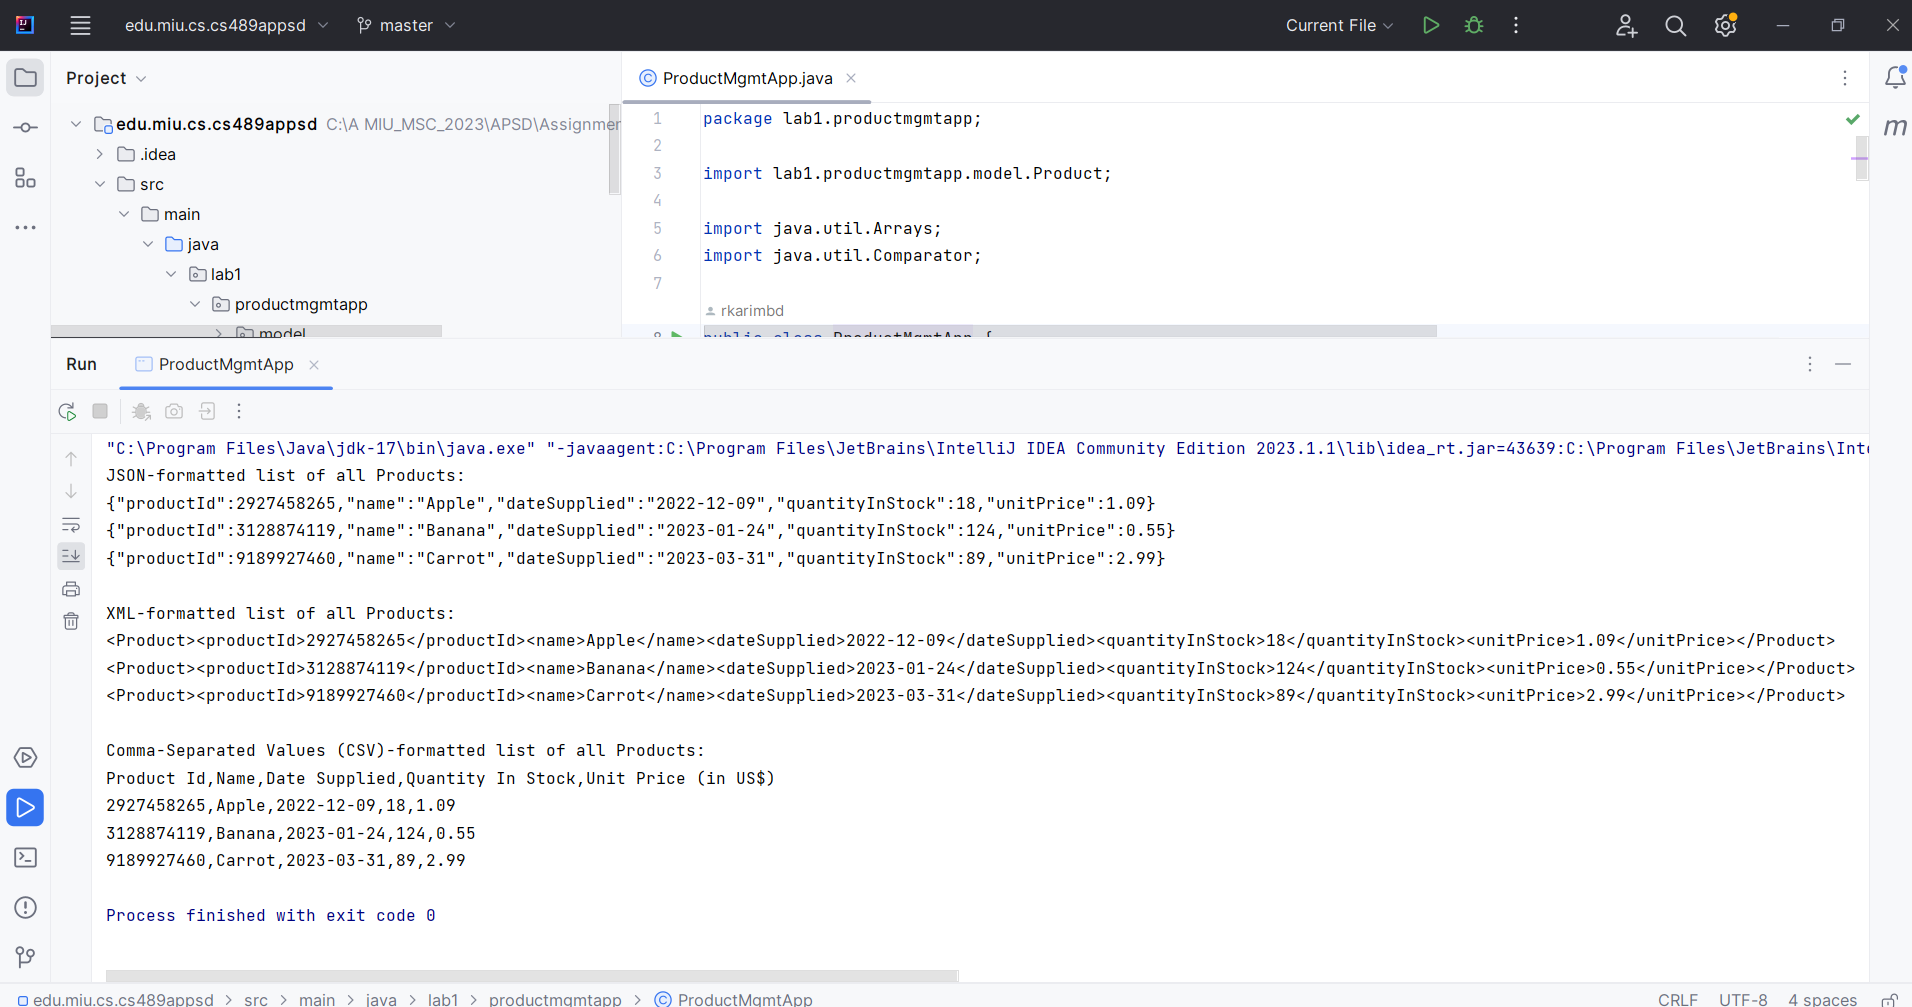 edu.miu.cs.cs489appsd master Current File
Project
edu.miu.cs.cs489appsd C:\A MIU_MSC_2023\APSD\Assignmer
.idea
src
main
java
lab1
productmgmtapp
model
ProductMgmtApp.java
1 package lab1.productmgmtapp;
2
3 import lab1.productmgmtapp.model.Product;
4
5 import java.util.Arrays;
6 import java.util.Comparator;
7
rkarimbd
8 public class ProductMgmtApp {
m
Run ProductMgmtApp
"C:\Program Files\Java\jdk-17\bin\java.exe" "-javaagent:C:\Program Files\JetBrains\IntelliJ IDEA Community Edition 2023.1.1\lib\idea_rt.jar=43639:C:\Program Files\JetBrains\Inte
JSON-formatted list of all Products:
{"productId":2927458265,"name":"Apple","dateSupplied":"2022-12-09","quantityInStock":18,"unitPrice":1.09}
{"productId":3128874119,"name":"Banana","dateSupplied":"2023-01-24","quantityInStock":124,"unitPrice":0.55}
{"productId":9189927460,"name":"Carrot","dateSupplied":"2023-03-31","quantityInStock":89,"unitPrice":2.99}
XML-formatted list of all Products:
<Product><productId>2927458265</productId><name>Apple</name><dateSupplied>2022-12-09</dateSupplied><quantityInStock>18</quantityInStock><unitPrice>1.09</unitPrice></Product>
<Product><productId>3128874119</productId><name>Banana</name><dateSupplied>2023-01-24</dateSupplied><quantityInStock>124</quantityInStock><unitPrice>0.55</unitPrice></Product>
<Product><productId>9189927460</productId><name>Carrot</name><dateSupplied>2023-03-31</dateSupplied><quantityInStock>89</quantityInStock><unitPrice>2.99</unitPrice></Product>
Comma-Separated Values (CSV)-formatted list of all Products:
Product Id,Name,Date Supplied,Quantity In Stock,Unit Price (in US$)
2927458265,Apple,2022-12-09,18,1.09
3128874119,Banana,2023-01-24,124,0.55
9189927460,Carrot,2023-03-31,89,2.99
Process finished with exit code 0
edu.miu.cs.cs489appsd > src > main > java > lab1 > productmgmtapp > ProductMgmtApp CRLF UTF-8 4 spaces